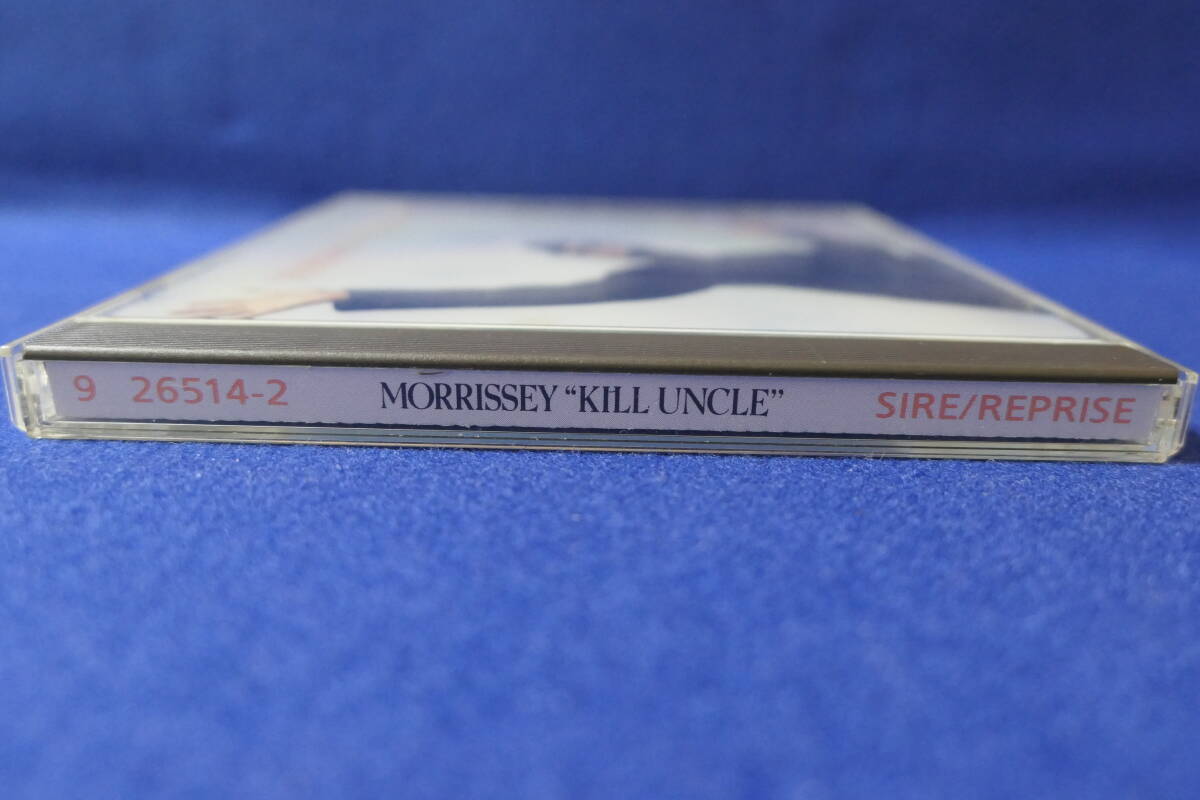 9 26514-2 MORRISSEY “KILL UNCLE” SIRE/REPRISE